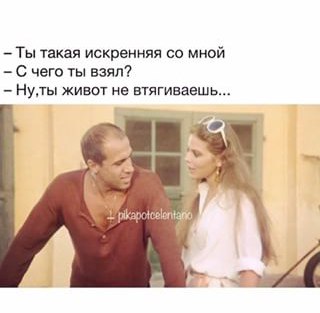 – Ты такая искренняя со мной
– С чего ты взял?
– Ну,ты живот не втягиваешь...
pikapotcelentano